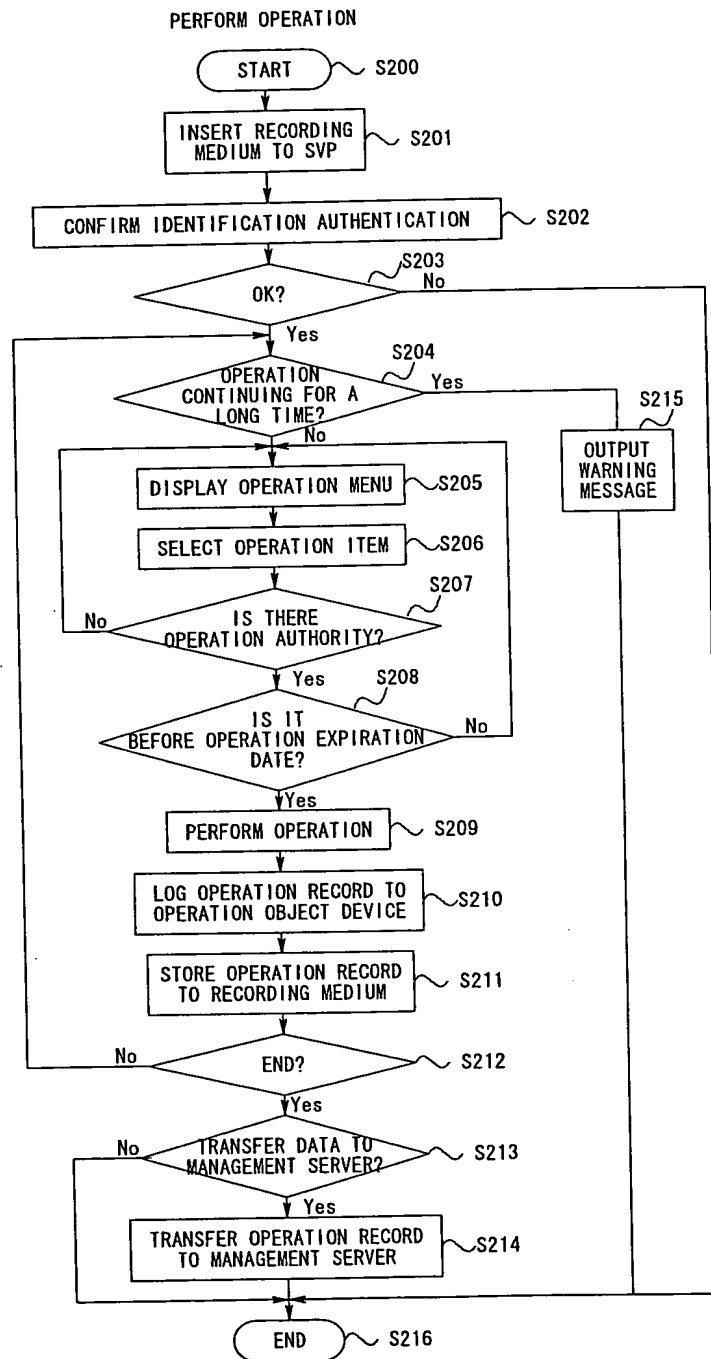 PERFORM OPERATION
START
S200
INSERT RECORDING
MEDIUM TO SVP
S201
CONFIRM IDENTIFICATION AUTHENTICATION
S202
S203
OK?
No
Yes
S204
OPERATION
CONTINUING FOR A
LONG TIME?
Yes
No
S215
OUTPUT
WARNING
MESSAGE
DISPLAY OPERATION MENU
S205
SELECT OPERATION ITEM
S206
S207
IS THERE
OPERATION AUTHORITY?
No
Yes
S208
IS IT
BEFORE OPERATION EXPIRATION
DATE?
No
Yes
PERFORM OPERATION
S209
LOG OPERATION RECORD TO
OPERATION OBJECT DEVICE
S210
STORE OPERATION RECORD
TO RECORDING MEDIUM
S211
No
END?
S212
Yes
No
TRANSFER DATA TO
MANAGEMENT SERVER?
S213
Yes
TRANSFER OPERATION RECORD
TO MANAGEMENT SERVER
S214
END
S216